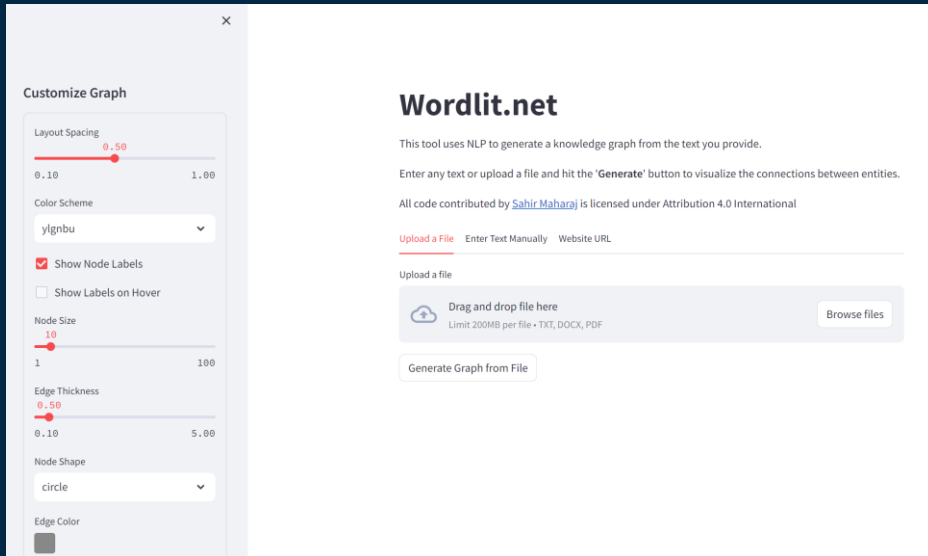 ×
Customize Graph
Layout Spacing
0.50
0.10 1.00
Color Scheme
ylgnbu
Show Node Labels
Show Labels on Hover
Node Size
10
1 100
Edge Thickness
0.50
0.10 5.00
Node Shape
circle
Edge Color
Wordlit.net
This tool uses NLP to generate a knowledge graph from the text you provide.
Enter any text or upload a file and hit the 'Generate' button to visualize the connections between entities.
All code contributed by Sahir Maharaj is licensed under Attribution 4.0 International
Upload a File Enter Text Manually Website URL
Upload a file
Drag and drop file here
Limit 200MB per file • TXT, DOCX, PDF
Browse files
Generate Graph from File